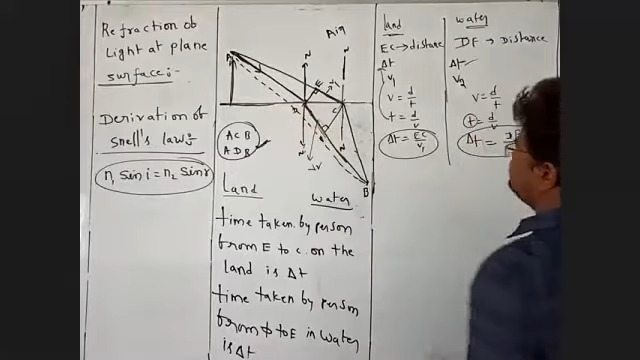 Refraction of
Light at plane
surface:-
Derivation of
snell's law
n₁ sin i = n₂ sin r
Air
A
N
N
E
D
C
N
N
B
ACB
ADB
Land
water
time taken by person
from E to C on the
land is Δt
time taken by person
from D to E in water
is Δt
land
EC → distance
Δt
V₁
v = d/t
t = d/v
Δt = EC/V₁
water
DF → Distance
Δt
V₂
v = d/t
t = d/v
Δt =